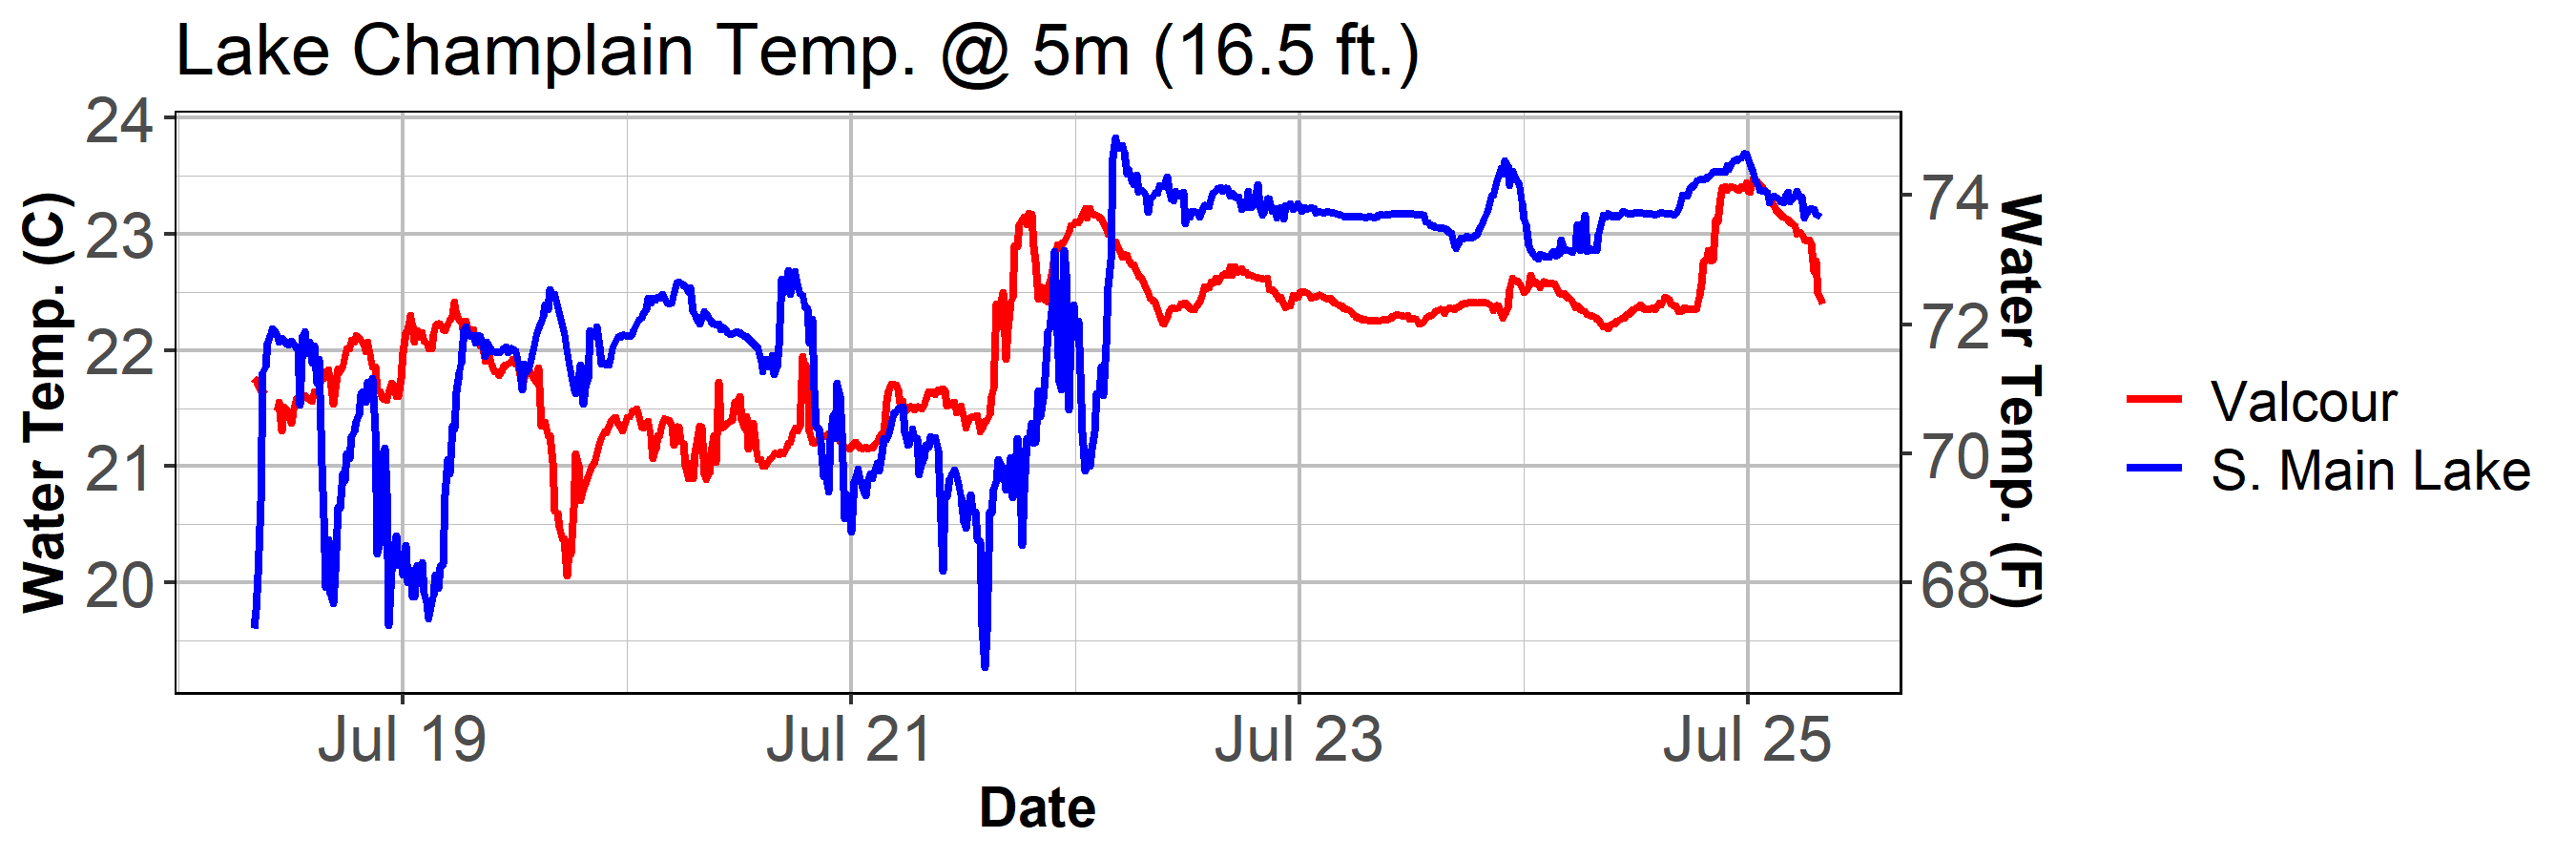 Lake Champlain Temp. @ 5m (16.5 ft.)
Water Temp. (C)
24
23
22
21
20
74
72
70
68
Water Temp. (F)
Jul 19
Jul 21
Jul 23
Jul 25
Date
Valcour
S. Main Lake